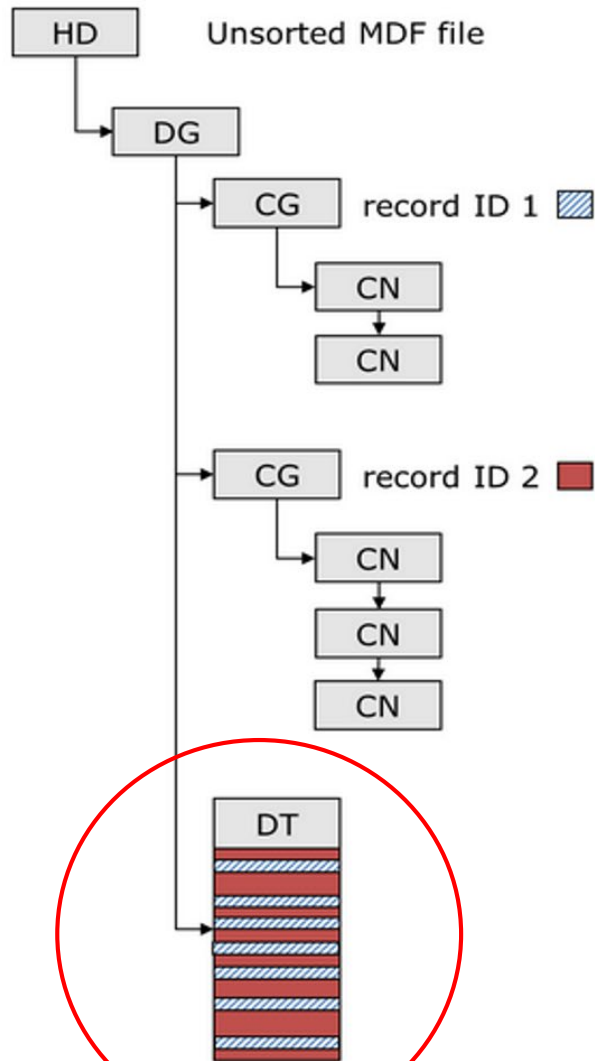 HD
Unsorted MDF file
DG
CG
record ID 1
CN
CN
CG
record ID 2
CN
CN
CN
DT